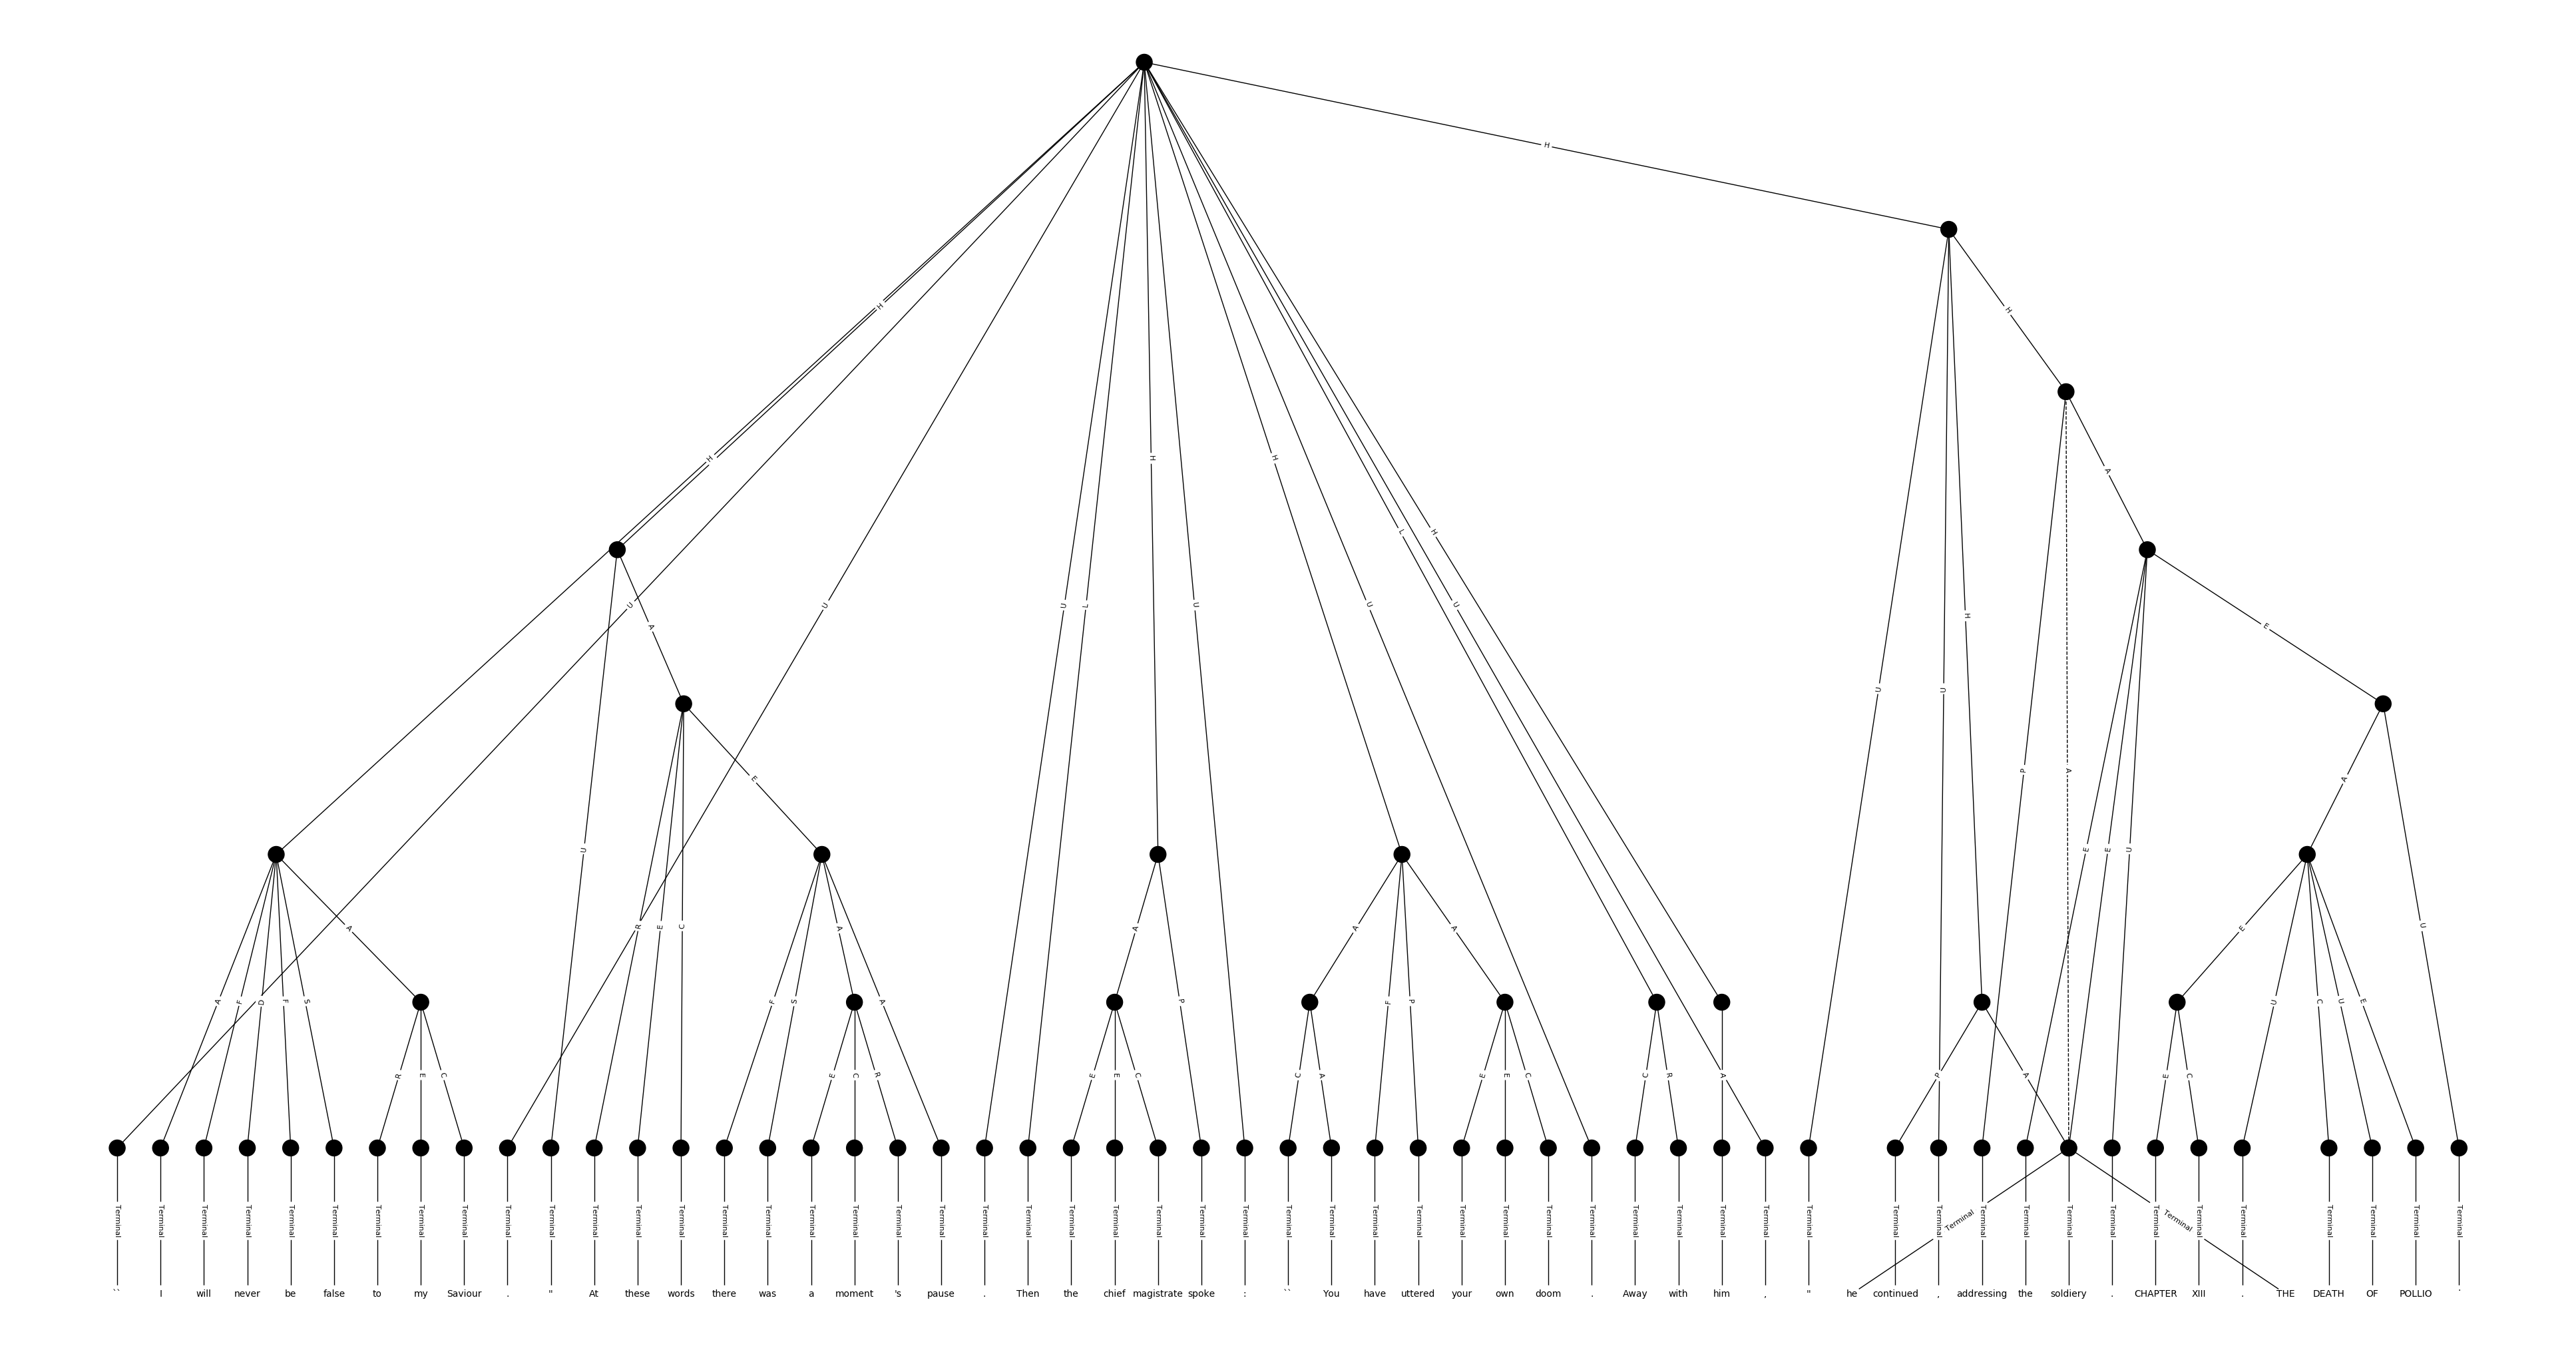 H
H
H
H
A
H
H
L
U
H
U
U
L
U
H
U
U
U
A
E
H
U
U
P
A
E
A
U
E
E
U
A
R
E
C
A
A
A
A
E
U
A
F
D
F
S
F
S
A
A
P
F
P
U
C
U
E
R
E
C
E
C
R
E
E
C
C
A
E
E
C
C
R
A
P
A
E
C
Terminal Terminal Terminal Terminal Terminal Terminal Terminal Terminal Terminal Terminal Terminal Terminal Terminal Terminal Terminal Terminal Terminal Terminal Terminal Terminal Terminal Terminal Terminal Terminal Terminal Terminal Terminal Terminal Terminal Terminal Terminal Terminal Terminal Terminal Terminal Terminal Terminal Terminal Terminal Terminal Terminal Terminal Terminal Terminal Terminal Terminal Terminal Terminal Terminal Terminal Terminal Terminal Terminal Terminal Terminal
`` I will never be false to my Saviour . " At these words there was a moment 's pause . Then the chief magistrate spoke : `` You have uttered your own doom . Away with him , " he continued , addressing the soldiery . CHAPTER XIII . THE DEATH OF POLLIO '